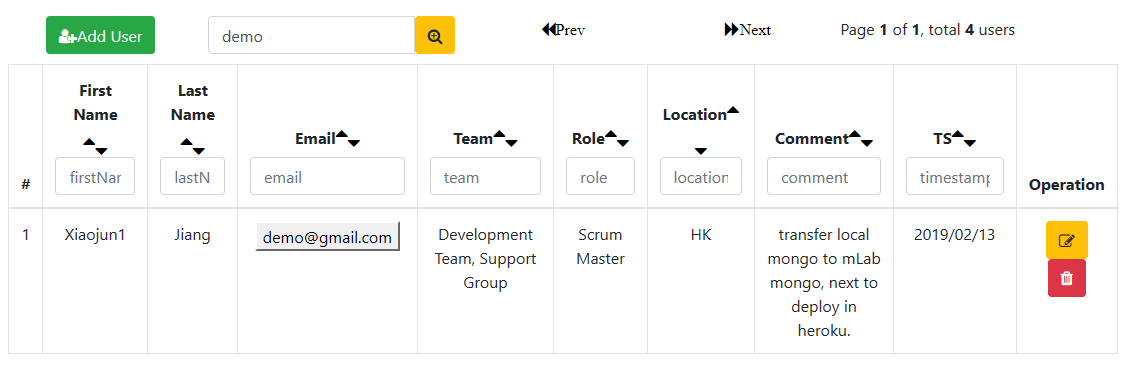 Add User
demo
Prev
Next
Page 1 of 1, total 4 users
#
First Name
Last Name
Email
Team
Role
Location
Comment
TS
Operation
firstNar
lastN
email
team
role
location
comment
timestamp
1
Xiaojun1
Jiang
demo@gmail.com
Development
Team, Support
Group
Scrum
Master
HK
transfer local
mongo to mLab
mongo, next to
deploy in
heroku.
2019/02/13